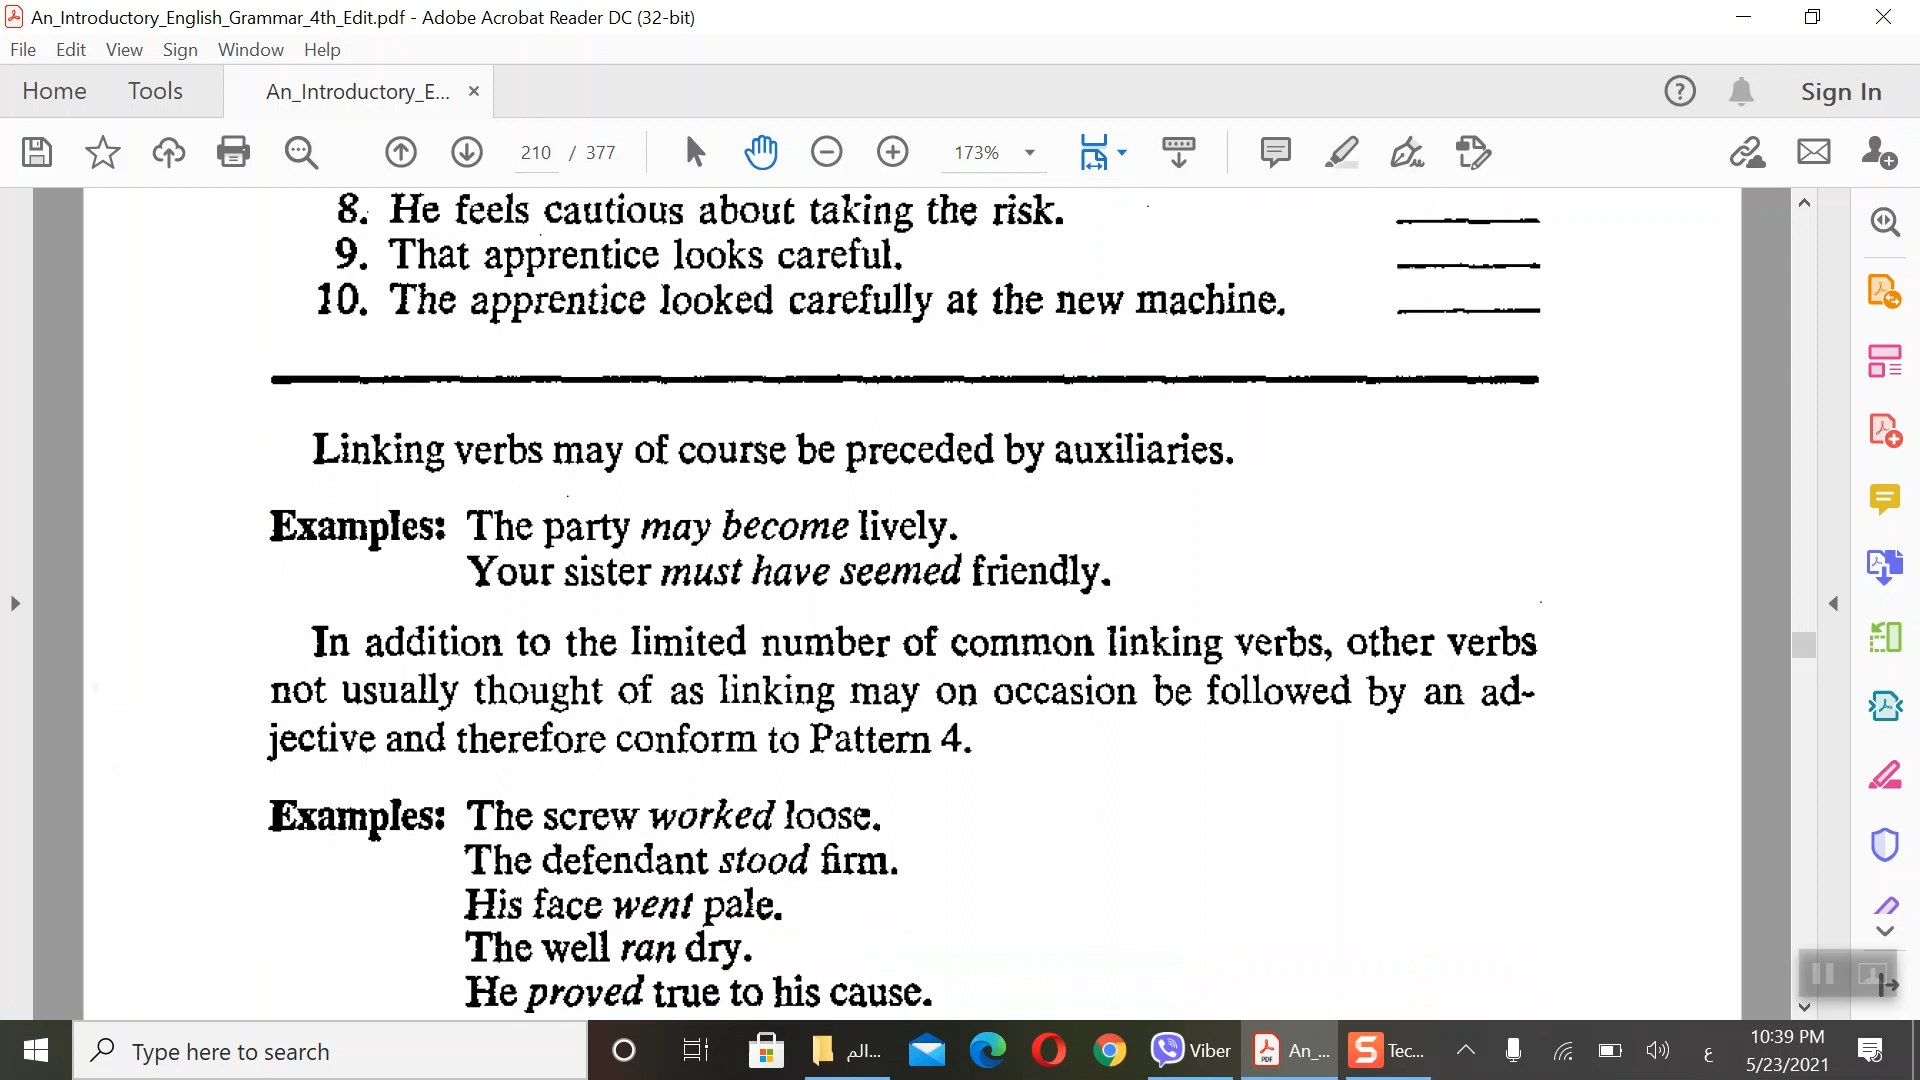 An_Introductory_English_Grammar_4th_Edit.pdf - Adobe Acrobat Reader DC (32-bit)
File Edit View Sign Window Help
Home Tools An_Introductory_E... × Sign In
210 / 377 173%
8. He feels cautious about taking the risk.
9. That apprentice looks careful.
10. The apprentice looked carefully at the new machine.
Linking verbs may of course be preceded by auxiliaries.
Examples: The party may become lively.
Your sister must have seemed friendly.
In addition to the limited number of common linking verbs, other verbs
not usually thought of as linking may on occasion be followed by an ad-
jective and therefore conform to Pattern 4.
Examples: The screw worked loose.
The defendant stood firm.
His face went pale.
The well ran dry.
He proved true to his cause.
Type here to search الم... Viber An_... Tec... ع 10:39 PM
5/23/2021